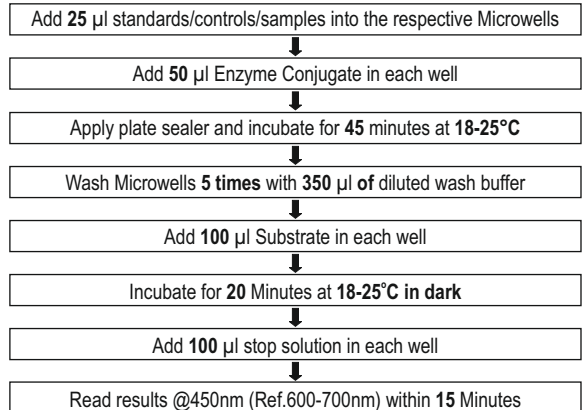 Add 25 µl standards/controls/samples into the respective Microwells
Add 50 µl Enzyme Conjugate in each well
Apply plate sealer and incubate for 45 minutes at 18-25°C
Wash Microwells 5 times with 350 µl of diluted wash buffer
Add 100 µl Substrate in each well
Incubate for 20 Minutes at 18-25°C in dark
Add 100 µl stop solution in each well
Read results @450nm (Ref.600-700nm) within 15 Minutes